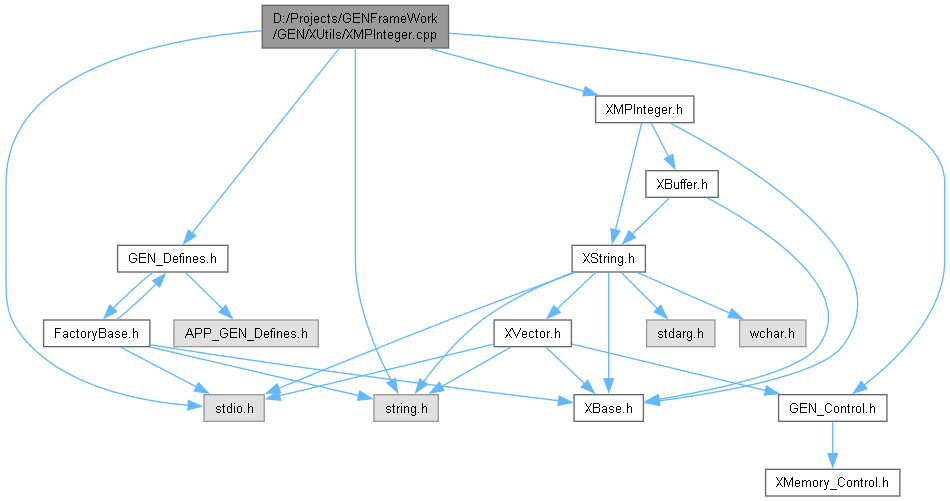 D:/Projects/GENFrameWork
/GEN/XUtils/XMPInteger.cpp
XMPInteger.h
XBuffer.h
GEN_Defines.h
XString.h
FactoryBase.h
APP_GEN_Defines.h
XVector.h
stdarg.h
wchar.h
stdio.h
string.h
XBase.h
GEN_Control.h
XMemory_Control.h